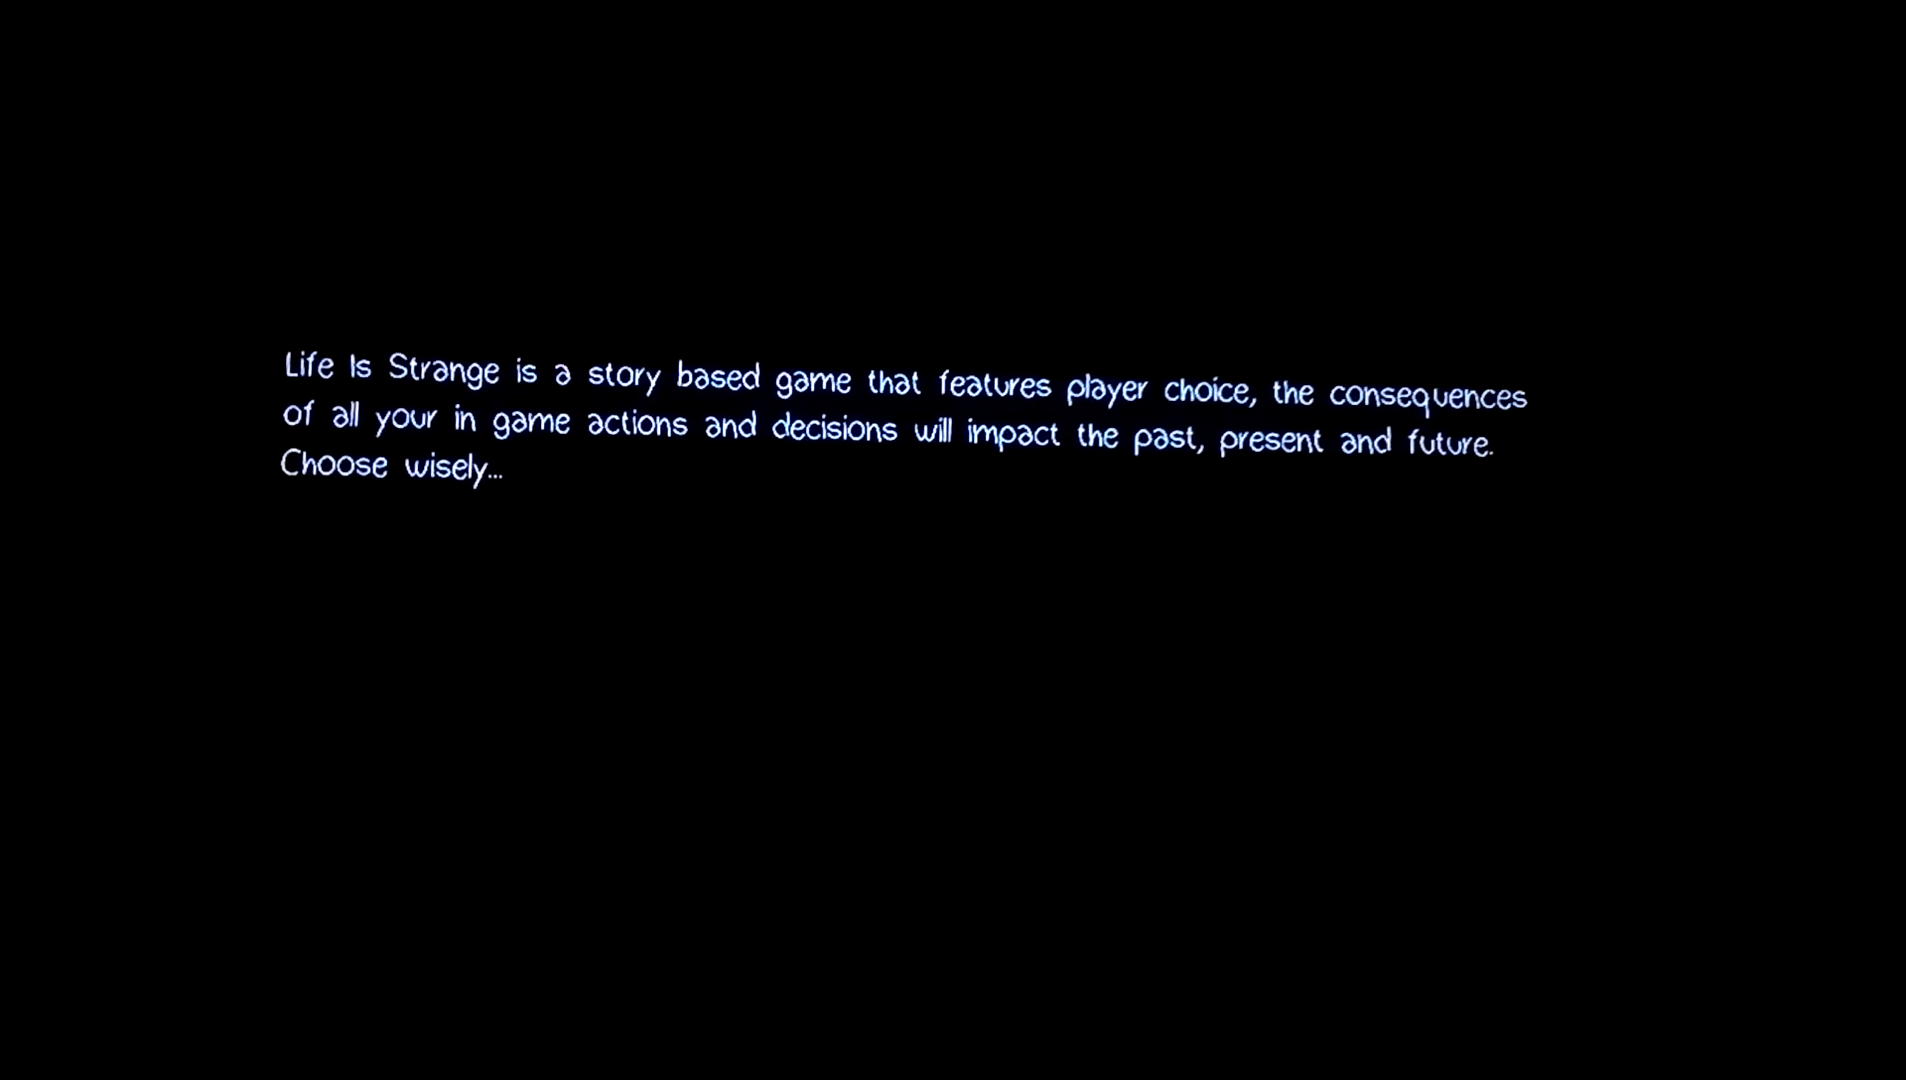 Life Is Strange is a story based game that features player choice, the consequences
of all your in game actions and decisions will impact the past, present and future.
Choose wisely...